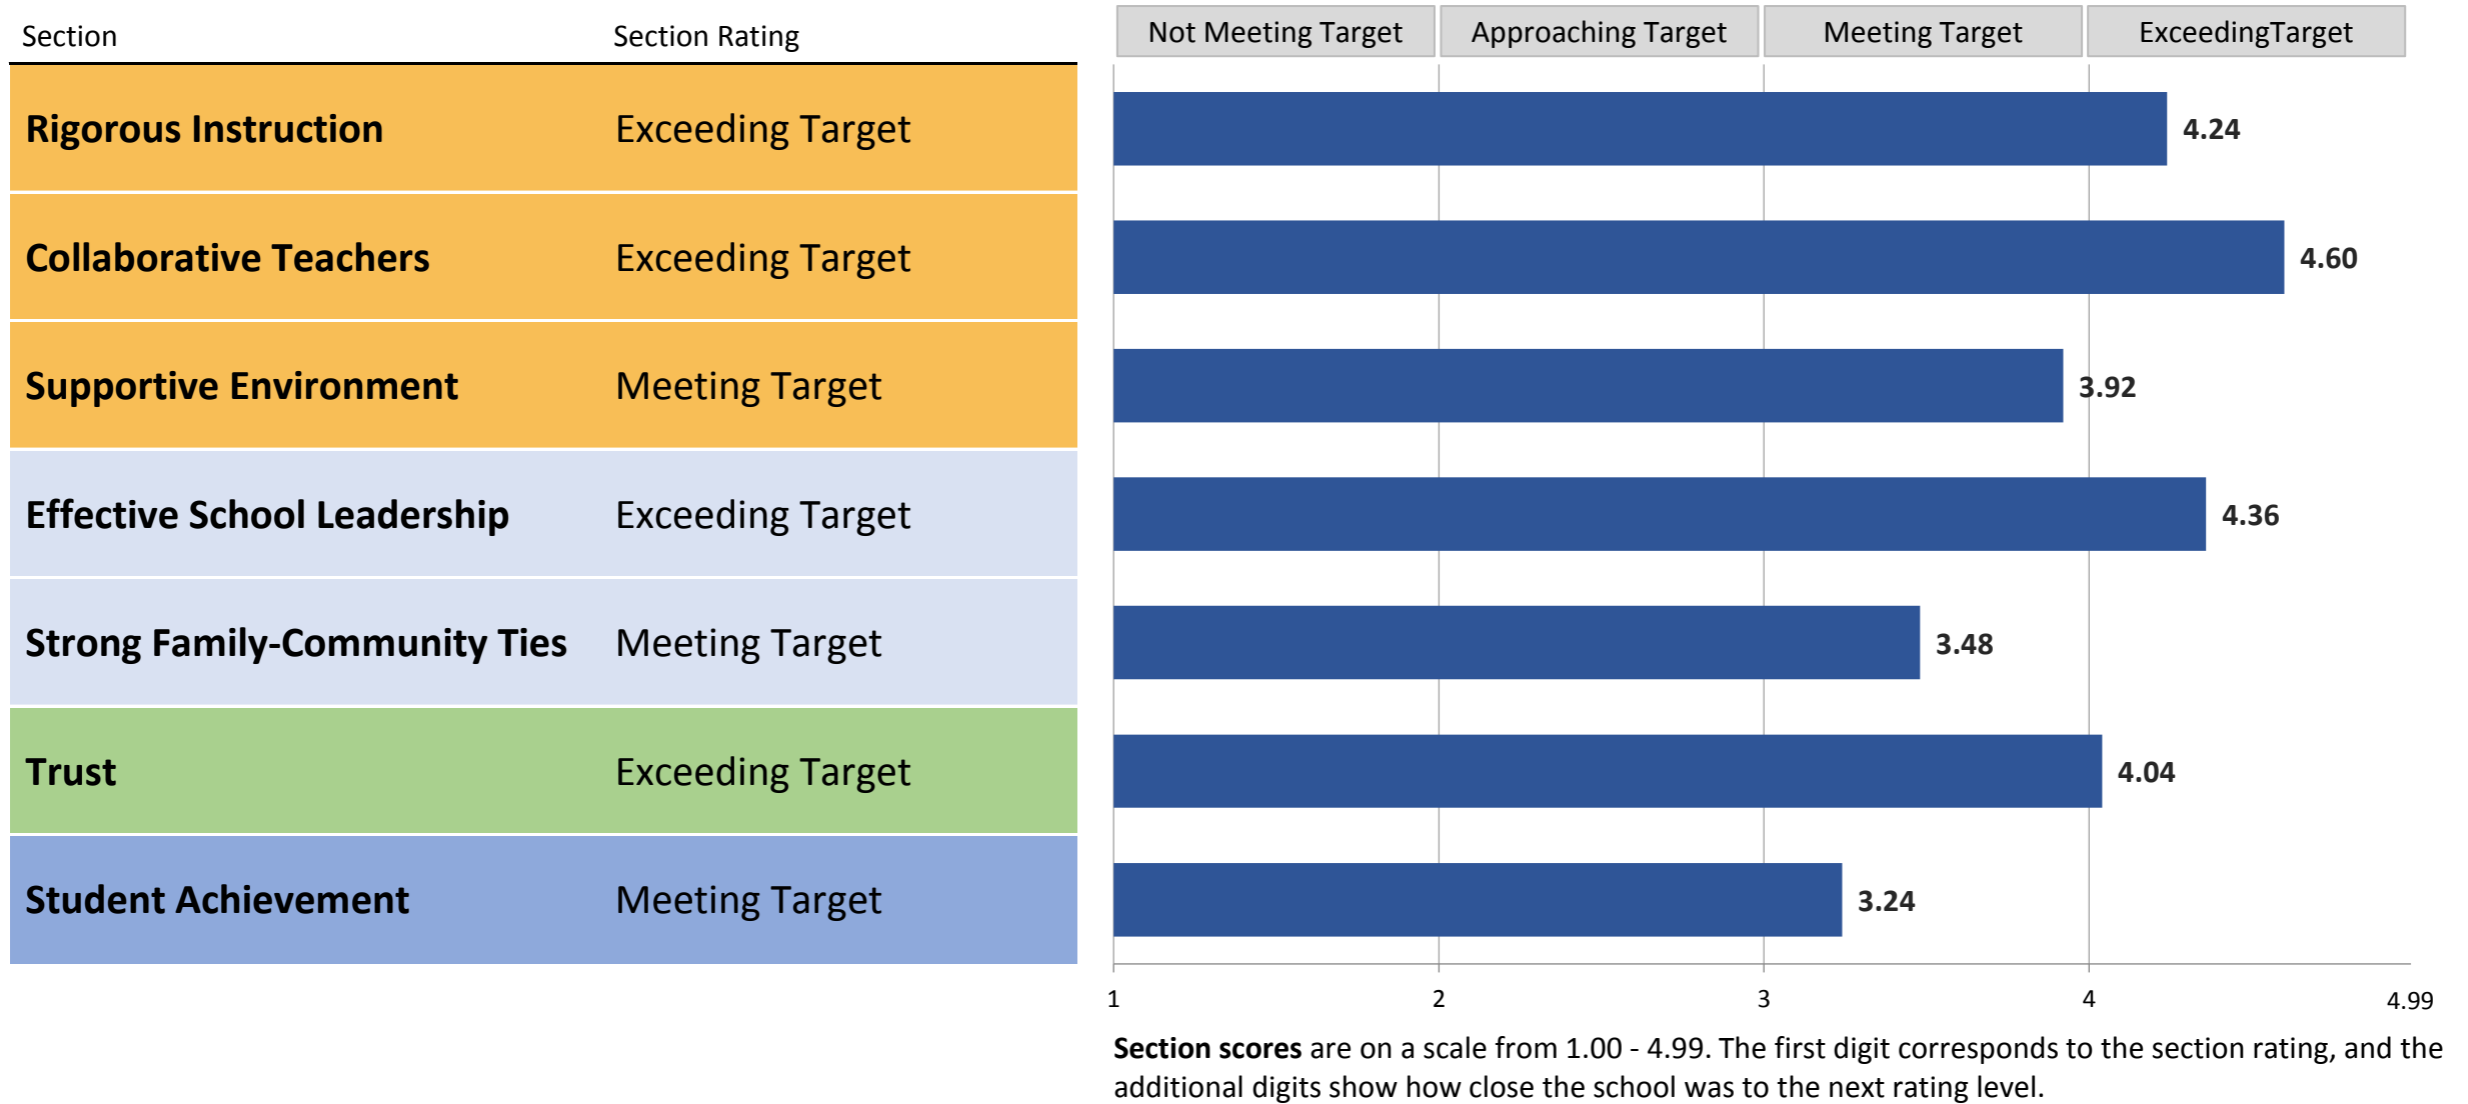 Section Section Rating Not Meeting Target Approaching Target Meeting Target ExceedingTarget
Rigorous Instruction Exceeding Target 4.24
Collaborative Teachers Exceeding Target 4.60
Supportive Environment Meeting Target 3.92
Effective School Leadership Exceeding Target 4.36
Strong Family-Community Ties Meeting Target 3.48
Trust Exceeding Target 4.04
Student Achievement Meeting Target 3.24
1 2 3 4 4.99
Section scores are on a scale from 1.00 - 4.99. The first digit corresponds to the section rating, and the
additional digits show how close the school was to the next rating level.